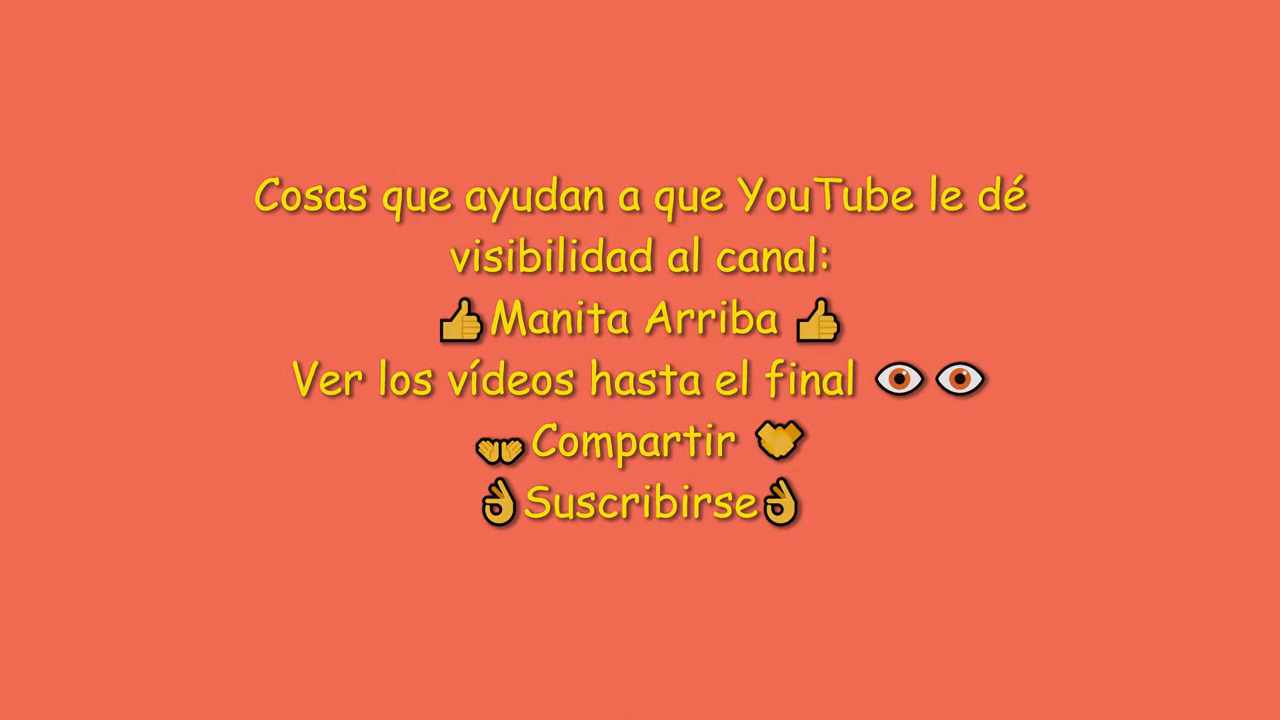 Cosas que ayudan a que YouTube le dé
visibilidad al canal:
👍Manita Arriba 👍
Ver los vídeos hasta el final 👁👁
👐Compartir 🤝
👌Suscribirse👌